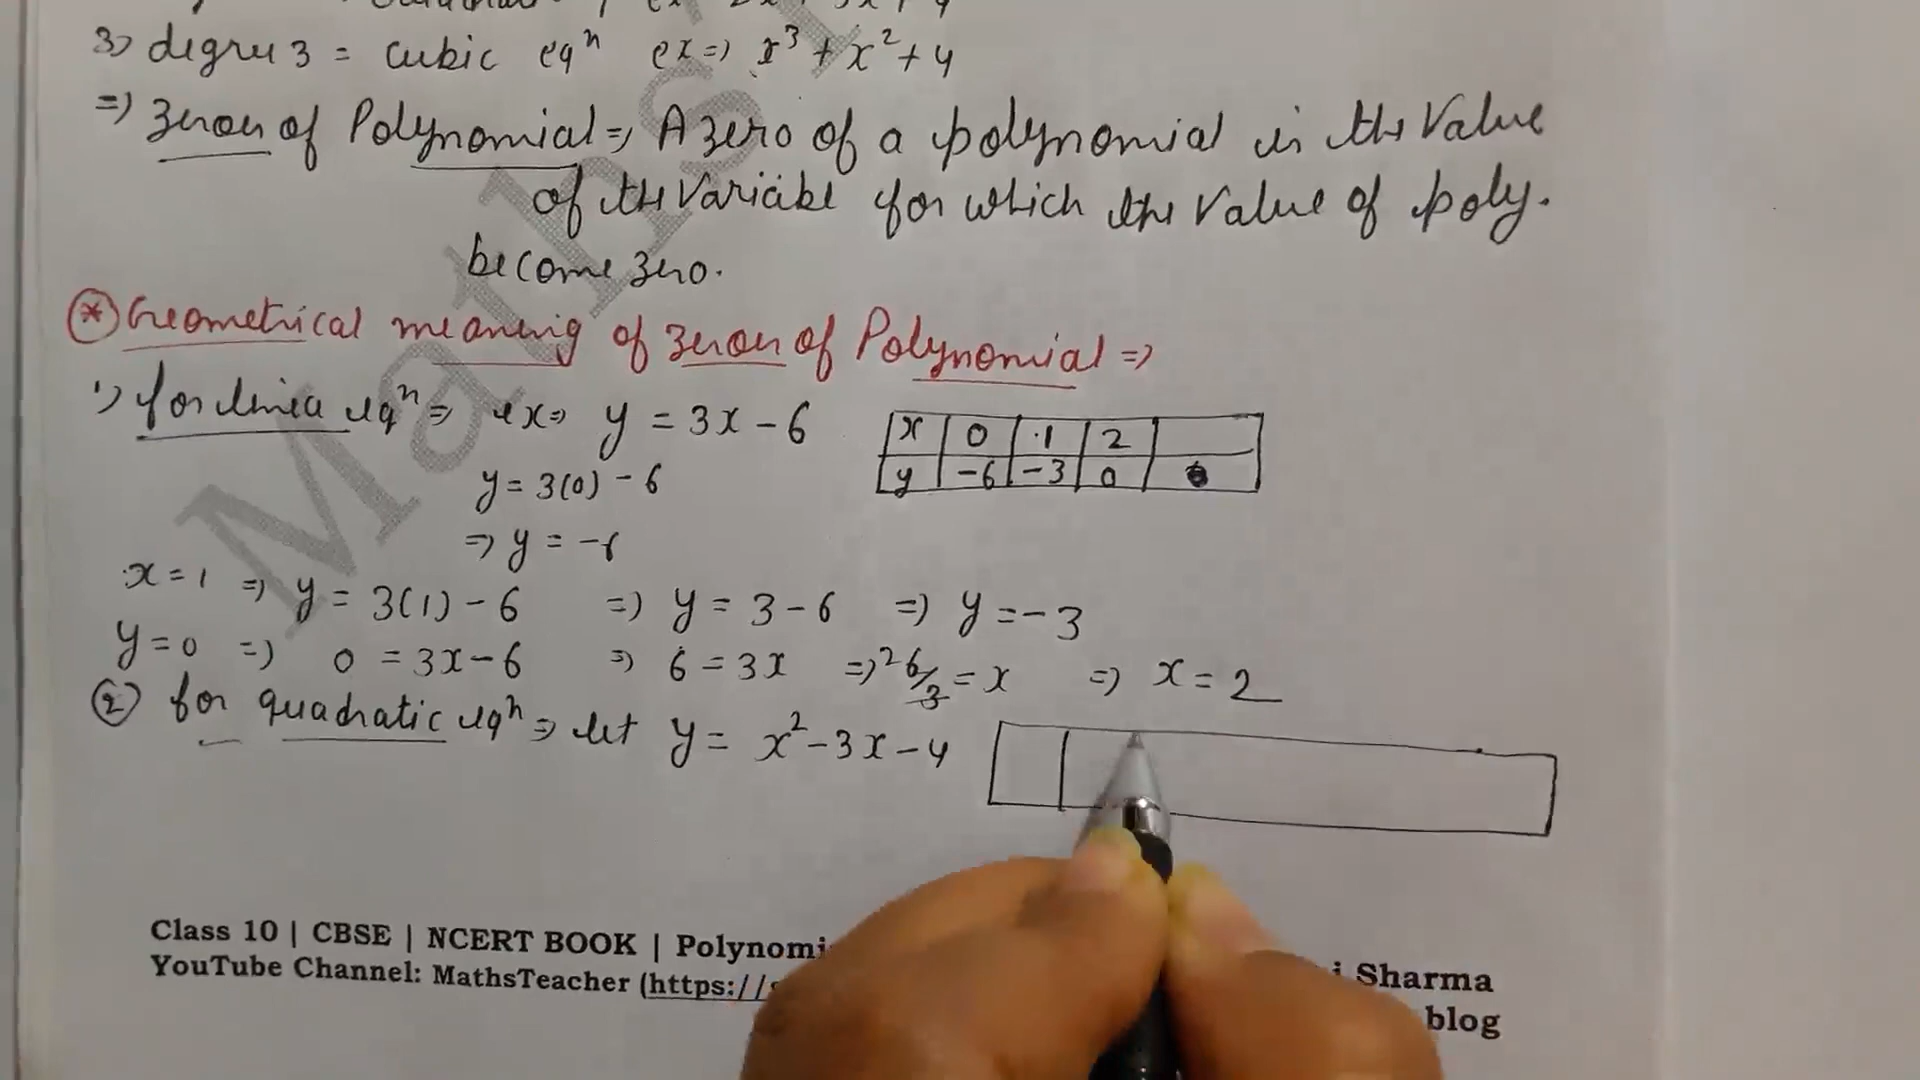 3) degree 3 = cubic eqⁿ ex => x³ + x² + 4
=> Zeroes of Polynomial => A zero of a polynomial is the Value
of the Variable for which the Value of poly.
become zero.
* Geometrical meaning of Zeroes of Polynomial =>
1) for linear eqⁿ => ex => y = 3x - 6
x 0 1 2
y -6 -3 0
y = 3(0) - 6
=> y = -6
x = 1 => y = 3(1) - 6 => y = 3 - 6 => y = -3
y = 0 => 0 = 3x - 6 => 6 = 3x => ²6/3 = x => x = 2
② for quadratic eqⁿ => let y = x² - 3x - 4
Class 10 | CBSE | NCERT BOOK | Polynomi
Sharma
YouTube Channel: MathsTeacher (https://
blog
Maths